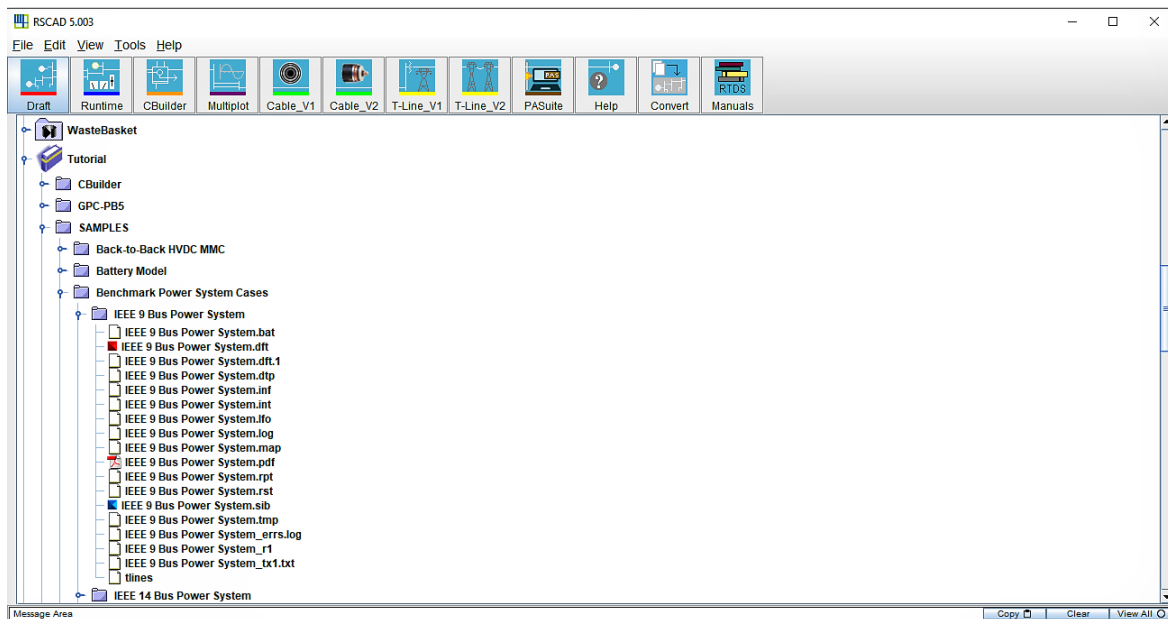 RSCAD 5.003
File Edit View Tools Help
PAS
?
RTDS
Draft Runtime CBuilder Multiplot Cable_V1 Cable_V2 T-Line_V1 T-Line_V2 PASuite Help Convert Manuals
WasteBasket
Tutorial
CBuilder
GPC-PB5
SAMPLES
Back-to-Back HVDC MMC
Battery Model
Benchmark Power System Cases
IEEE 9 Bus Power System
IEEE 9 Bus Power System.bat
IEEE 9 Bus Power System.dft
IEEE 9 Bus Power System.dft.1
IEEE 9 Bus Power System.dtp
IEEE 9 Bus Power System.inf
IEEE 9 Bus Power System.int
IEEE 9 Bus Power System.lfo
IEEE 9 Bus Power System.log
IEEE 9 Bus Power System.map
IEEE 9 Bus Power System.pdf
IEEE 9 Bus Power System.rpt
IEEE 9 Bus Power System.rst
IEEE 9 Bus Power System.sib
IEEE 9 Bus Power System.tmp
IEEE 9 Bus Power System_errs.log
IEEE 9 Bus Power System_r1
IEEE 9 Bus Power System_tx1.txt
tlines
IEEE 14 Bus Power System
Message Area Copy Clear View All